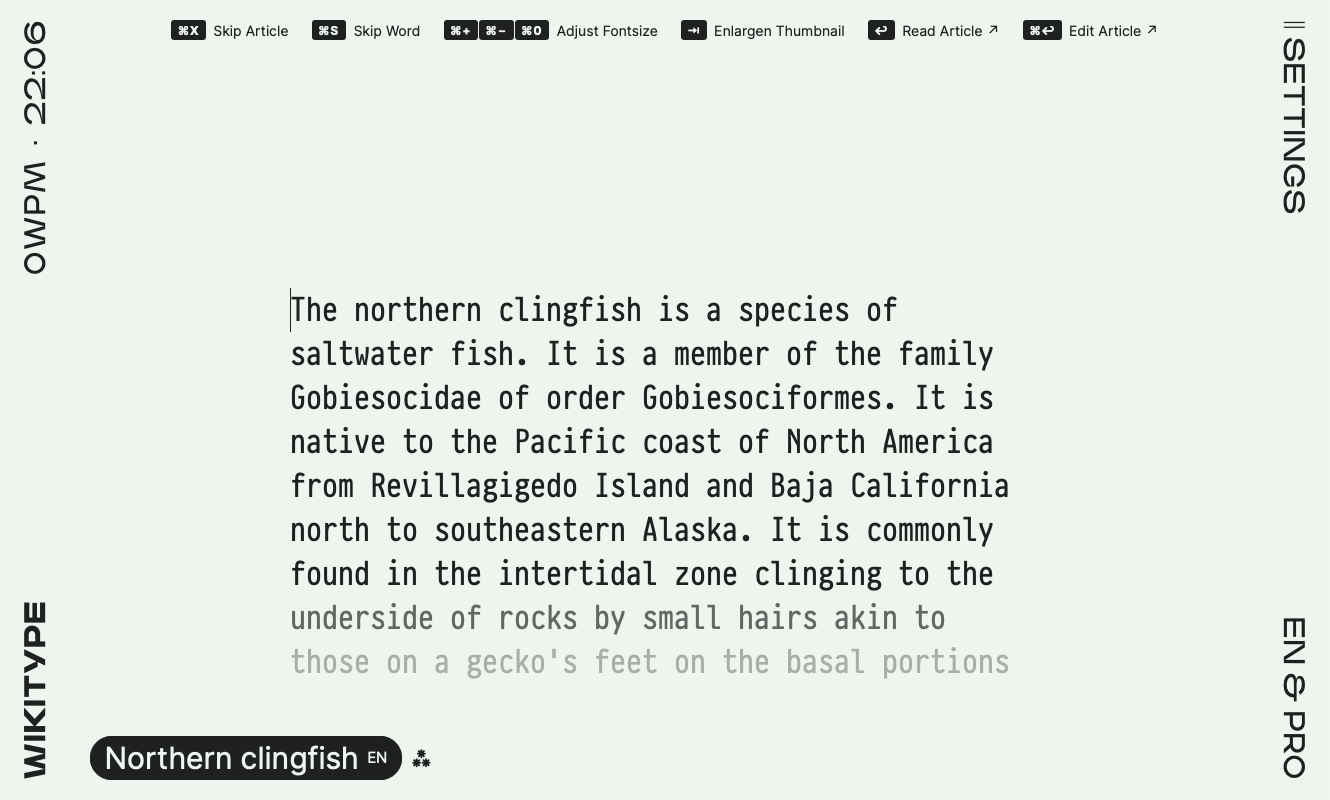 ⌘X Skip Article ⌘S Skip Word ⌘+ ⌘- ⌘0 Adjust Fontsize ⇥ Enlargen Thumbnail ↩ Read Article ↗ ⌘↩ Edit Article ↗
0WPM · 22:06
SETTINGS
The northern clingfish is a species of
saltwater fish. It is a member of the family
Gobiesocidae of order Gobiesociformes. It is
native to the Pacific coast of North America
from Revillagigedo Island and Baja California
north to southeastern Alaska. It is commonly
found in the intertidal zone clinging to the
underside of rocks by small hairs akin to
those on a gecko's feet on the basal portions
WIKITYPE
EN & PRO
Northern clingfish EN